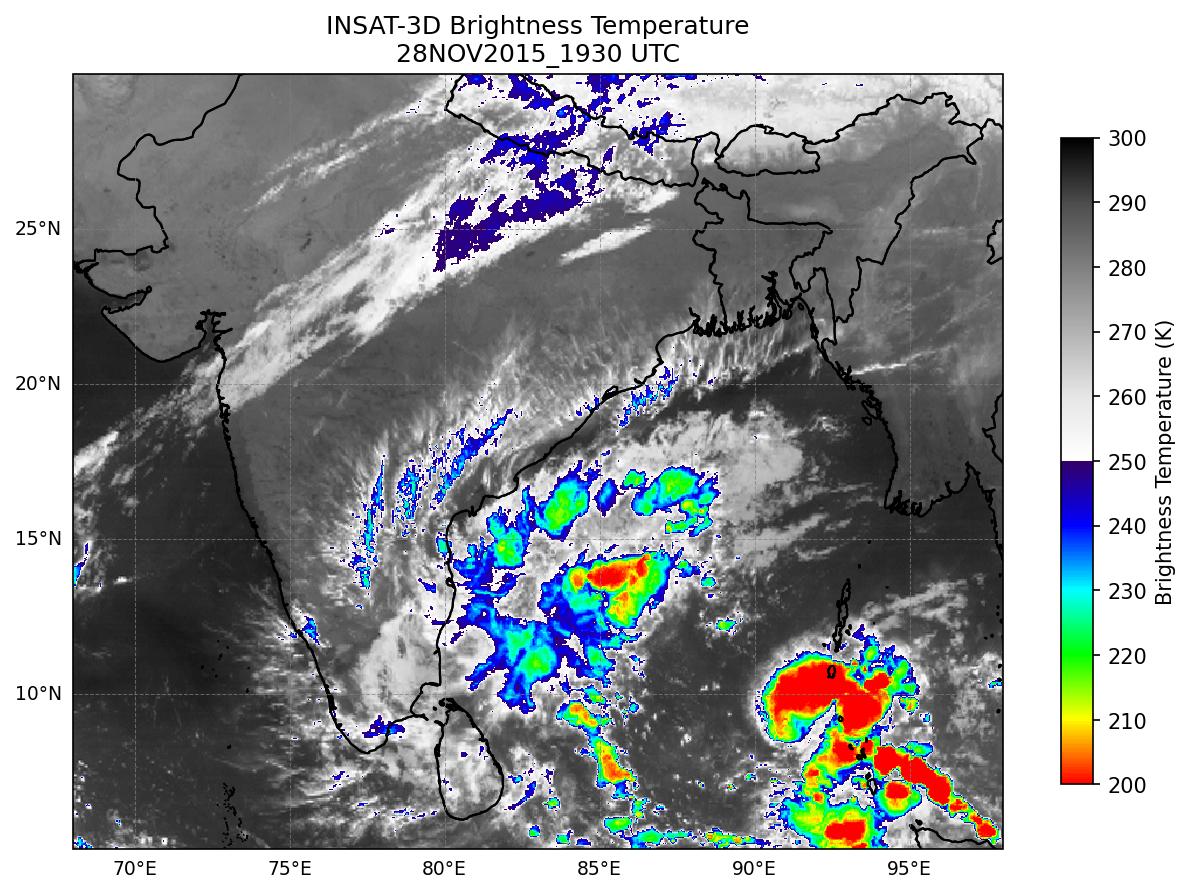 INSAT-3D Brightness Temperature
28NOV2015_1930 UTC
25°N
20°N
15°N
10°N
70°E
75°E
80°E
85°E
90°E
95°E
300
290
280
270
260
250
240
230
220
210
200
Brightness Temperature (K)